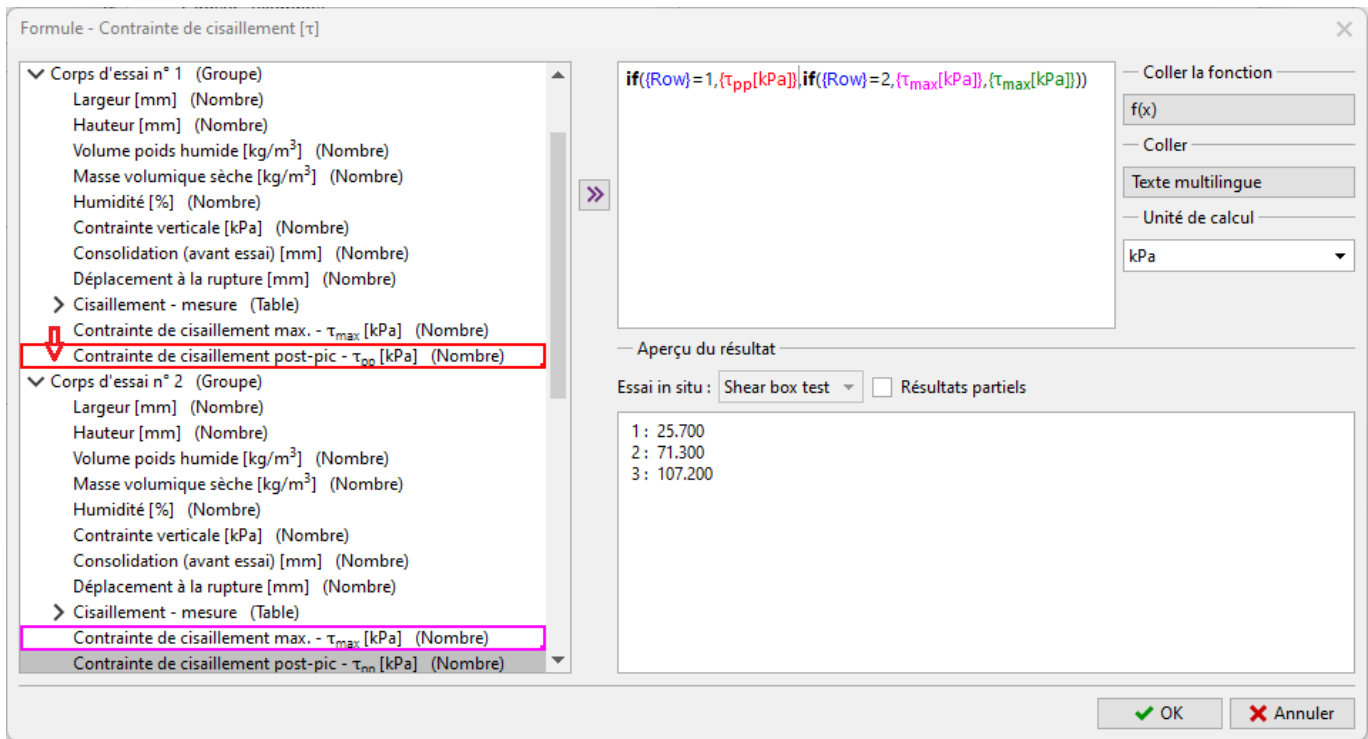 Formule - Contrainte de cisaillement [τ]
Corps d'essai n° 1 (Groupe)
Largeur [mm] (Nombre)
Hauteur [mm] (Nombre)
Volume poids humide [kg/m³] (Nombre)
Masse volumique sèche [kg/m³] (Nombre)
Humidité [%] (Nombre)
Contrainte verticale [kPa] (Nombre)
Consolidation (avant essai) [mm] (Nombre)
Déplacement à la rupture [mm] (Nombre)
Cisaillement - mesure (Table)
Contrainte de cisaillement max. - τmax [kPa] (Nombre)
Contrainte de cisaillement post-pic - τpp [kPa] (Nombre)
Corps d'essai n° 2 (Groupe)
Largeur [mm] (Nombre)
Hauteur [mm] (Nombre)
Volume poids humide [kg/m³] (Nombre)
Masse volumique sèche [kg/m³] (Nombre)
Humidité [%] (Nombre)
Contrainte verticale [kPa] (Nombre)
Consolidation (avant essai) [mm] (Nombre)
Déplacement à la rupture [mm] (Nombre)
Cisaillement - mesure (Table)
Contrainte de cisaillement max. - τmax [kPa] (Nombre)
Contrainte de cisaillement post-pic - τpp [kPa] (Nombre)
if({Row}=1,{τpp[kPa]},if({Row}=2,{τmax[kPa]},{τmax[kPa]}))
Coller la fonction
f(x)
Coller
Texte multilingue
Unité de calcul
kPa
Aperçu du résultat
Essai in situ : Shear box test Résultats partiels
1 : 25.700
2 : 71.300
3 : 107.200
OK Annuler